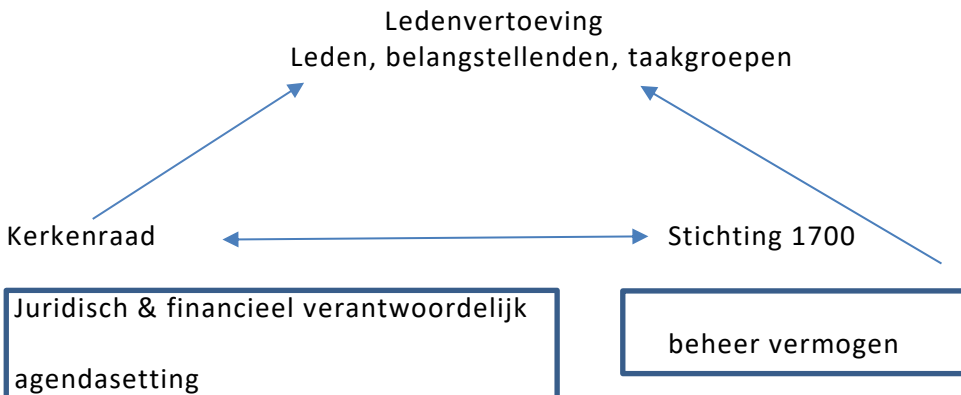 Ledenvertoeving
Leden, belangstellenden, taakgroepen
Kerkenraad
Stichting 1700
Juridisch & financieel verantwoordelijk
agendasetting
beheer vermogen